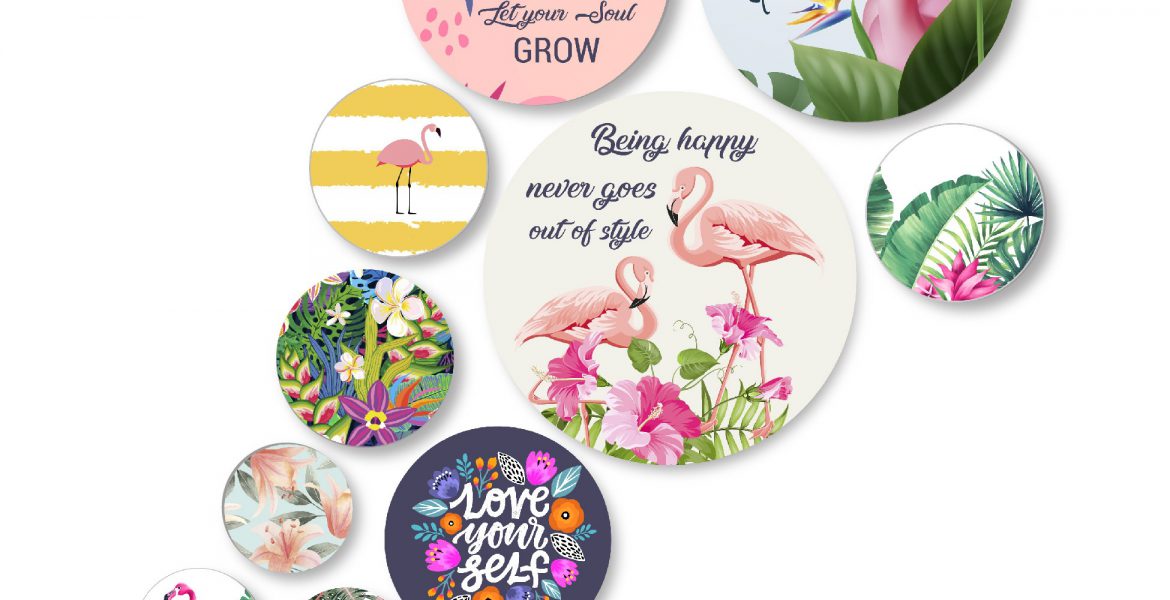 Let your Soul
GROW
Being happy
never goes
out of style
LOVE
your
self